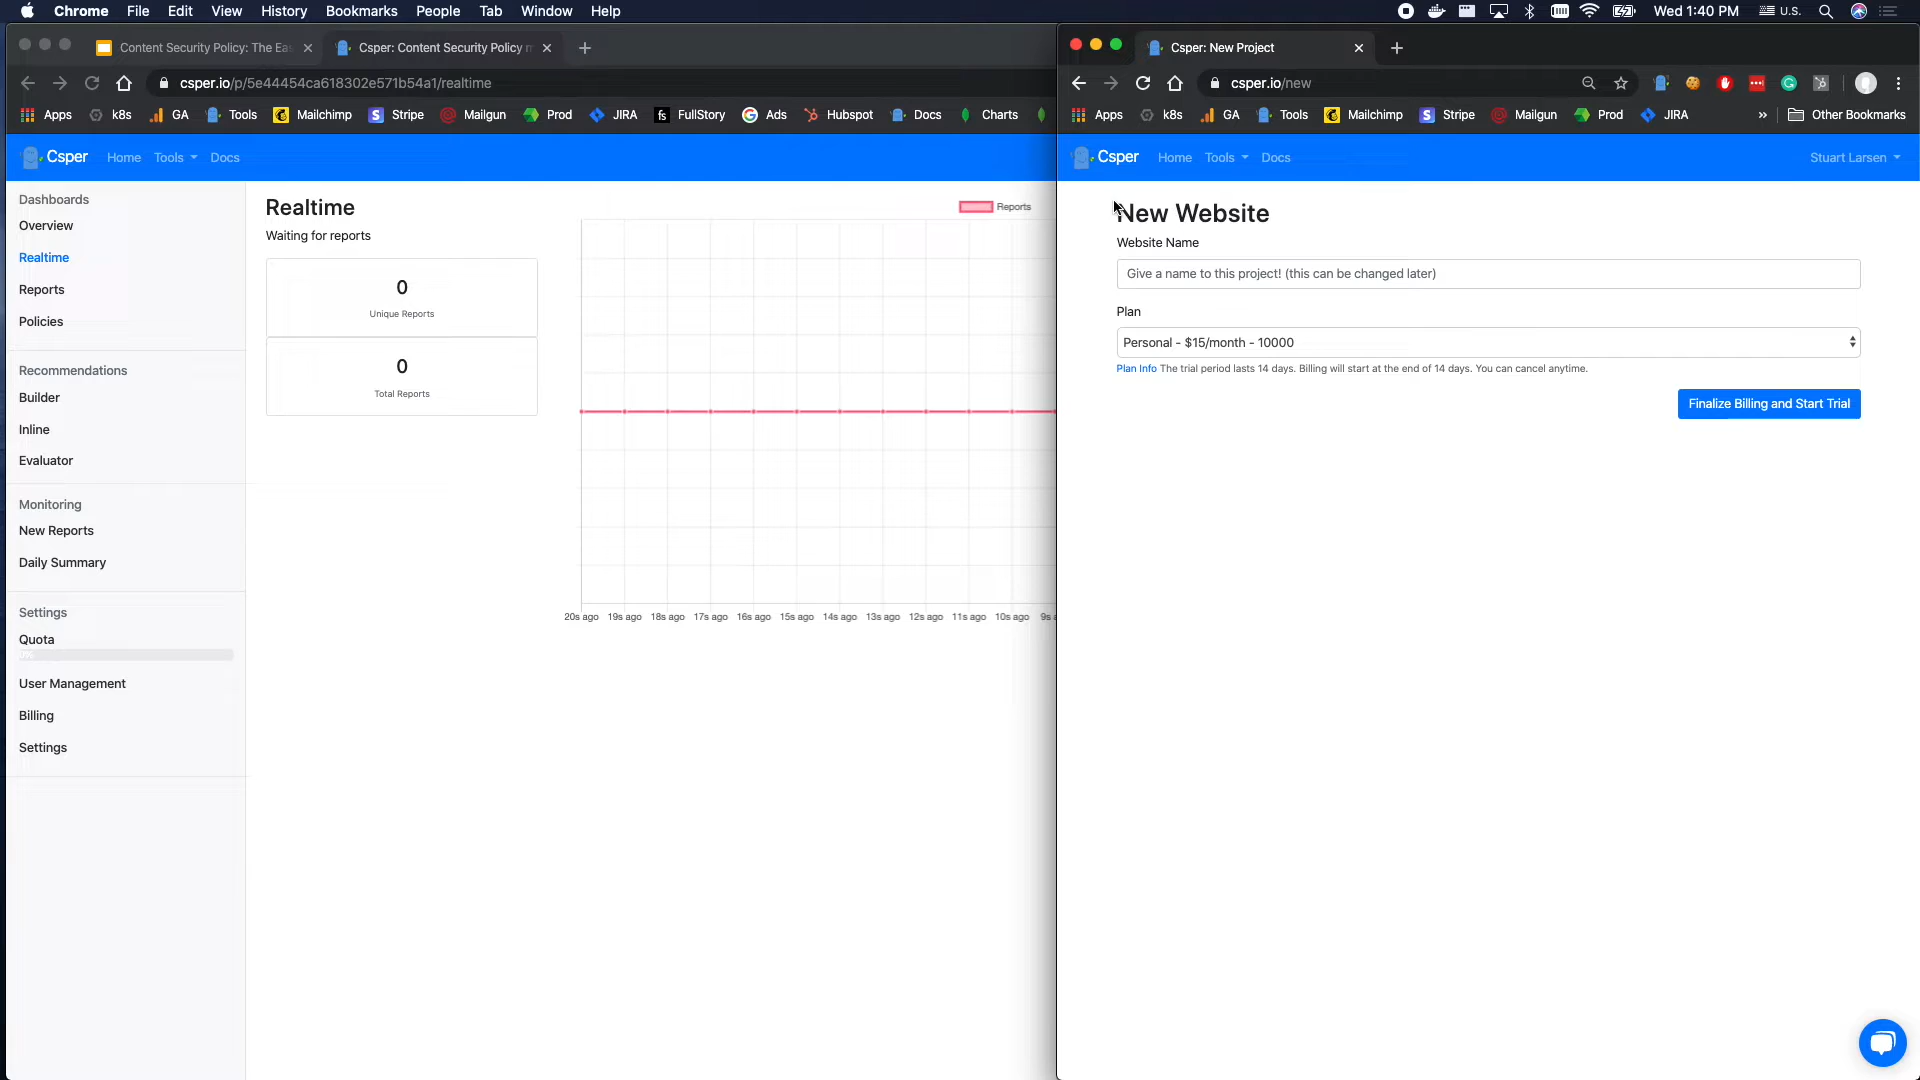 Chrome File Edit View History Bookmarks People Tab Window Help
Wed 1:40 PM U.S.
Content Security Policy: The Ea
Csper: Content Security Policy
csper.io/p/5e44454ca618302e571b54a1/realtime
Apps k8s GA Tools Mailchimp Stripe Mailgun Prod JIRA FullStory Ads Hubspot Docs Charts
Csper Home Tools Docs
Dashboards
Overview
Realtime
Reports
Policies
Recommendations
Builder
Inline
Evaluator
Monitoring
New Reports
Daily Summary
Settings
Quota
User Management
Billing
Settings
Realtime
Waiting for reports
0
Unique Reports
0
Total Reports
Reports
20s ago 19s ago 18s ago 17s ago 16s ago 15s ago 14s ago 13s ago 12s ago 11s ago 10s ago 9s a
Csper: New Project
csper.io/new
Apps k8s GA Tools Mailchimp Stripe Mailgun Prod JIRA » Other Bookmarks
Csper Home Tools Docs Stuart Larsen
New Website
Website Name
Give a name to this project! (this can be changed later)
Plan
Personal - $15/month - 10000
Plan Info The trial period lasts 14 days. Billing will start at the end of 14 days. You can cancel anytime.
Finalize Billing and Start Trial